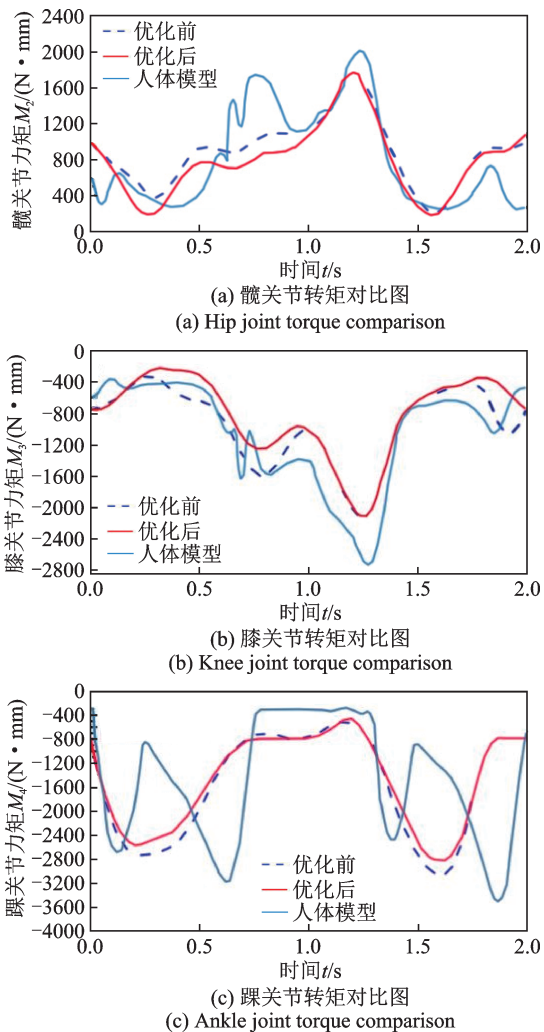 2400
2000
1600
1200
800
400
0
髋关节力矩M₂/(N·mm)
优化前
优化后
人体模型
0.0
0.5
1.0
1.5
2.0
时间t/s
(a) 髋关节转矩对比图
(a) Hip joint torque comparison
0
-400
-800
-1200
-1600
-2000
-2400
-2800
膝关节力矩M₃/(N·mm)
优化前
优化后
人体模型
0.0
0.5
1.0
1.5
2.0
时间t/s
(b) 膝关节转矩对比图
(b) Knee joint torque comparison
0
-400
-800
-1200
-1600
-2000
-2400
-2800
-3200
-3600
-4000
踝关节力矩M₄/(N·mm)
优化前
优化后
人体模型
0.0
0.5
1.0
1.5
2.0
时间t/s
(c) 踝关节转矩对比图
(c) Ankle joint torque comparison